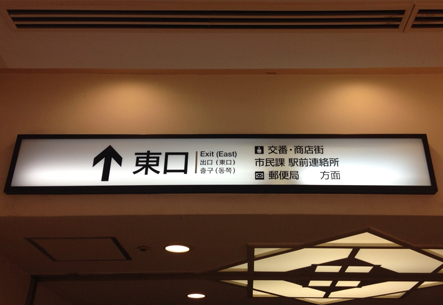 東口
Exit (East)
出口 (東口)
출구 (동쪽)
交番・商店街
市民課 駅前連絡所
郵便局 方面